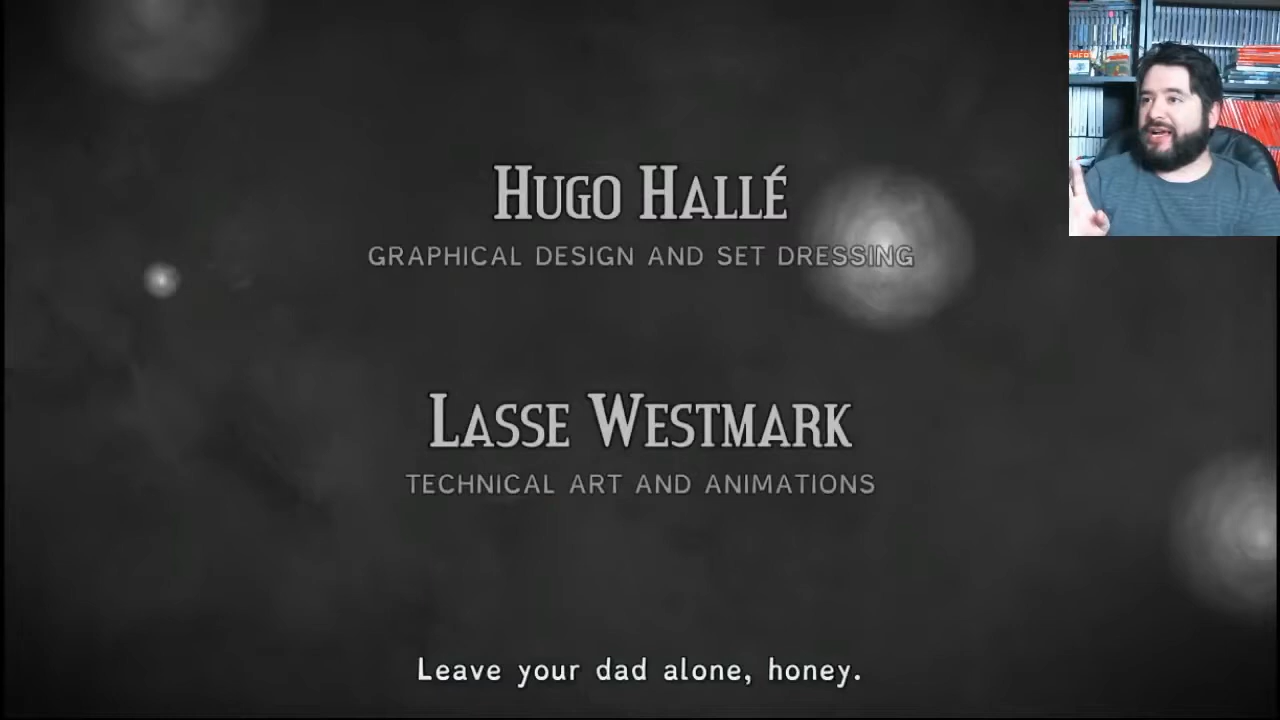 HUGO HALLÉ
GRAPHICAL DESIGN AND SET DRESSING
LASSE WESTMARK
TECHNICAL ART AND ANIMATIONS
Leave your dad alone, honey.